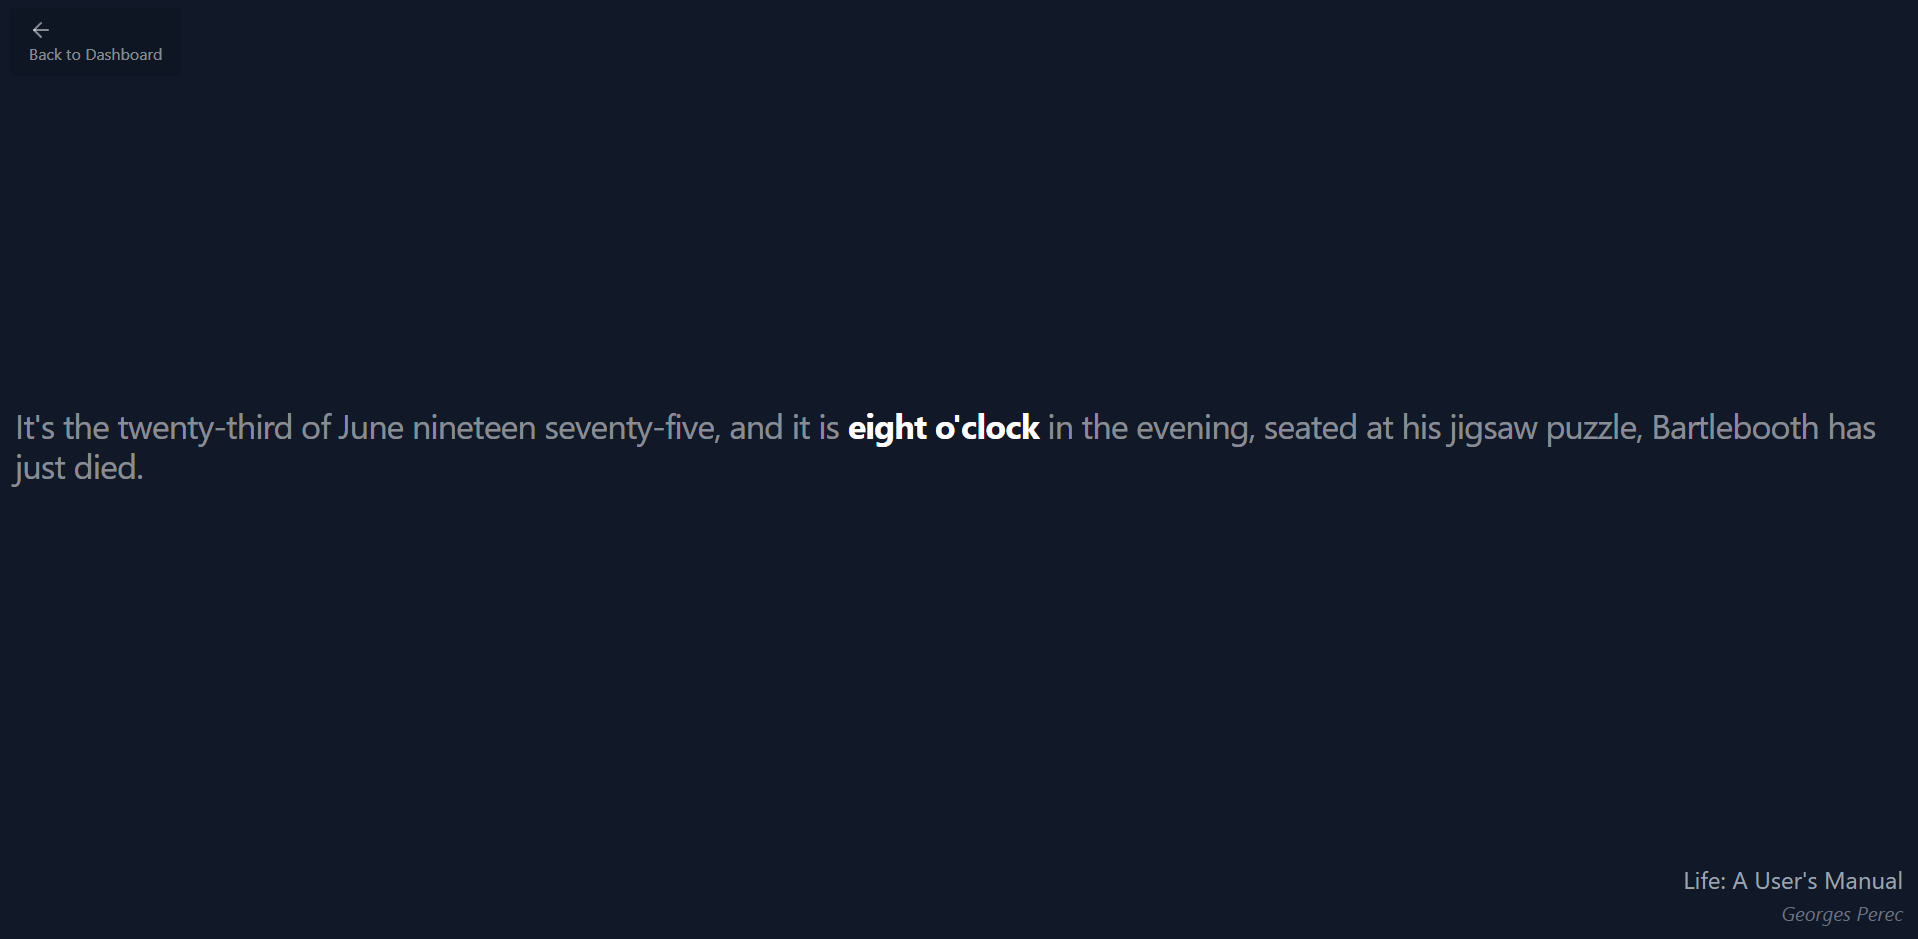 Back to Dashboard
It's the twenty-third of June nineteen seventy-five, and it is eight o'clock in the evening, seated at his jigsaw puzzle, Bartlebooth has
just died.
Life: A User's Manual
Georges Perec